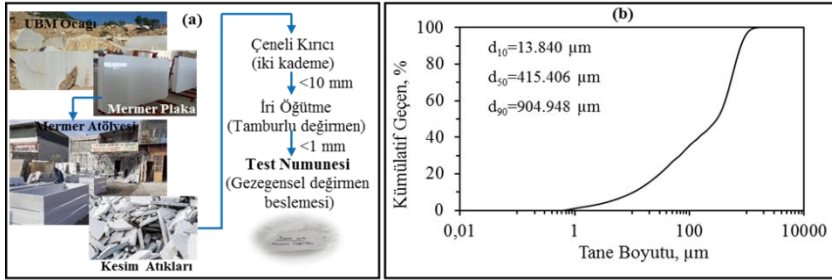 (a)
UBM Ocağı
Mermer Plaka
Mermer Atölyesi
Kesim Atıkları
Çeneli Kırıcı
(iki kademe)
<10 mm
İri Öğütme
(Tamburlu değirmen)
<1 mm
Test Numunesi
(Gezegensel değirmen
beslemesi)
(b)
d10=13.840 µm
d50=415.406 µm
d90=904.948 µm
Kümülatif Geçen, %
100
80
60
40
20
0
0,01
1
100
10000
Tane Boyutu, µm